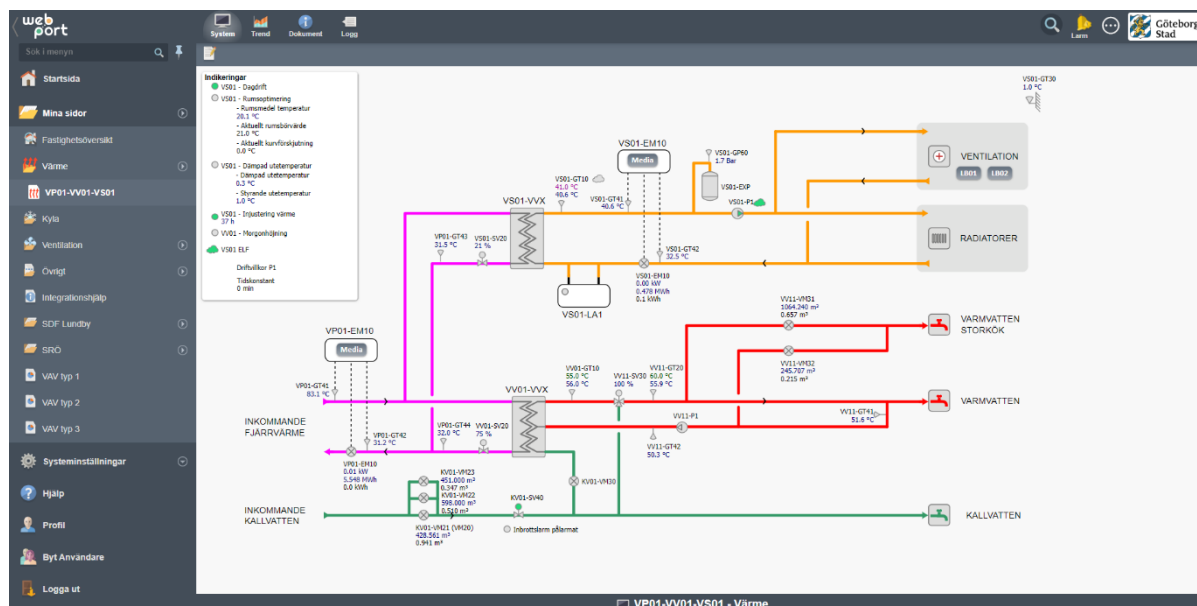 web
port
System
Trend
Dokument
Logg
Larm
Göteborg
Stad
Sök i menyn
Startsida
Mina sidor
Fastighetsöversikt
Värme
VP01-VV01-VS01
Kyla
Ventilation
Övrigt
Integrationshjälp
SDF Lundby
SRÖ
VAV typ 1
VAV typ 2
VAV typ 3
Systeminställningar
Hjälp
Profil
Byt Användare
Logga ut
Indikeringar
VS01 - Dagdrift
VS01 - Rumsoptimering
- Rumsmedel temperatur
20.1 °C
- Aktuellt rumsbörvärde
21.0 °C
- Aktuellt kurvförskjutning
0.0 °C
VS01 - Dämpad utetemperatur
- Dämpad utetemperatur
0.3 °C
- Styrande utetemperatur
1.0 °C
VS01 - Injustering värme
37 h
VV01 - Morgonhöjning
VS01 ELF
Driftvillkor P1
Tidskonstant
0 min
VS01-GT30
1.0 °C
VS01-EM10
Media
VS01-GP60
1.7 Bar
VS01-EXP
VS01-P1
VS01-GT10
41.0 °C
40.6 °C
VS01-GT41
40.6 °C
VS01-VVX
VP01-GT43
31.5 °C
VS01-SV20
21 %
VS01-GT42
32.5 °C
VS01-EM10
0.00 kW
0.478 MWh
0.1 kWh
VS01-LA1
VENTILATION
LB01
LB02
RADIATORER
VV11-VM31
1064.240 m³
0.657 m³
VARMVATTEN
STORKÖK
VV11-VM32
245.707 m³
0.215 m³
VP01-EM10
Media
VP01-GT41
83.1 °C
VV01-VVX
VV01-GT10
55.0 °C
56.0 °C
VV11-SV30
100 %
VV11-GT20
60.0 °C
55.9 °C
VARMVATTEN
VV11-GT41
51.6 °C
VV11-P1
VV11-GT42
50.3 °C
INKOMMANDE
FJÄRRVÄRME
VP01-GT42
31.2 °C
VP01-GT44
32.0 °C
VV01-SV20
75 %
VP01-EM10
0.01 kW
5.548 MWh
0.0 kWh
KV01-VM23
451.000 m³
0.347 m³
KV01-VM22
598.000 m³
0.510 m³
KV01-VM30
KV01-SV40
INKOMMANDE
KALLVATTEN
KV01-VM21 (VM20)
428.561 m³
0.941 m³
Inbrottslarm pålarmat
KALLVATTEN
VP01-VV01-VS01 - Värme